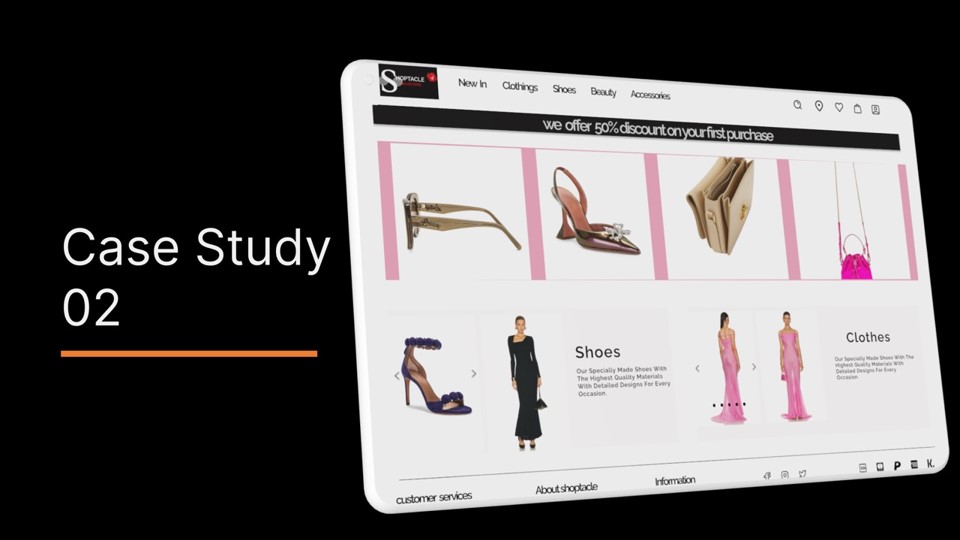 Case Study
02
SHOPTACLE
New In Clothings Shoes Beauty Accessories
we offer 50% discount on your first purchase
Shoes
Our Specially Made Shoes With
The Highest Quality Materials
With Detailed Designs For Every
Occasion.
Clothes
Our Specially Made Shoes With The
Highest Quality Materials With
Detailed Designs For Every
Occasion
customer services About shoptacle Information
P K.